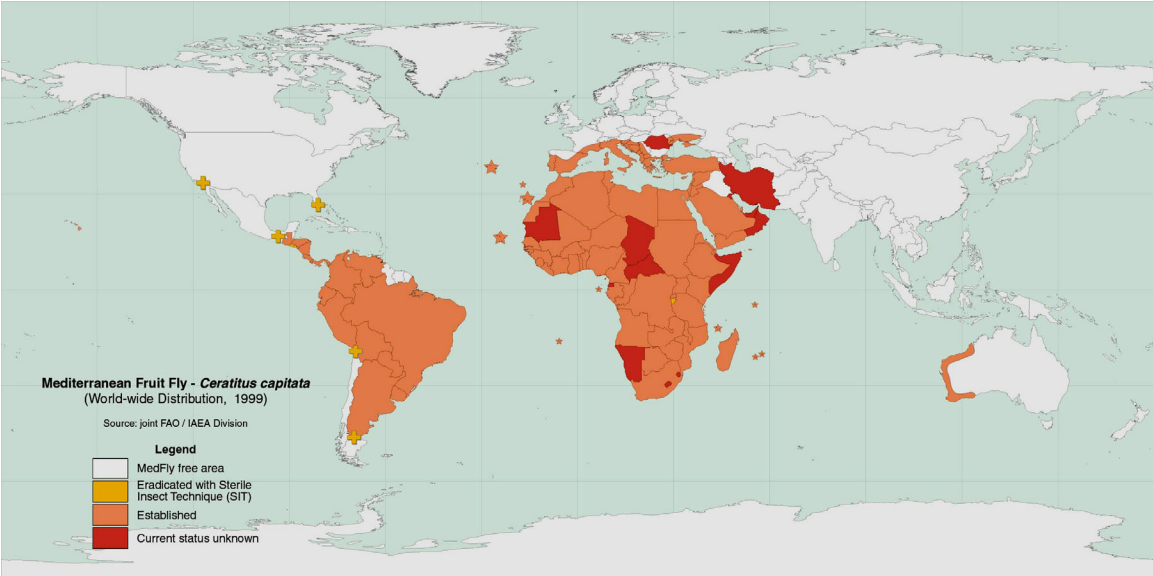 Mediterranean Fruit Fly - Ceratitus capitata
(World-wide Distribution, 1999)
Source: joint FAO / IAEA Division
Legend
MedFly free area
Eradicated with Sterile
Insect Technique (SIT)
Established
Current status unknown